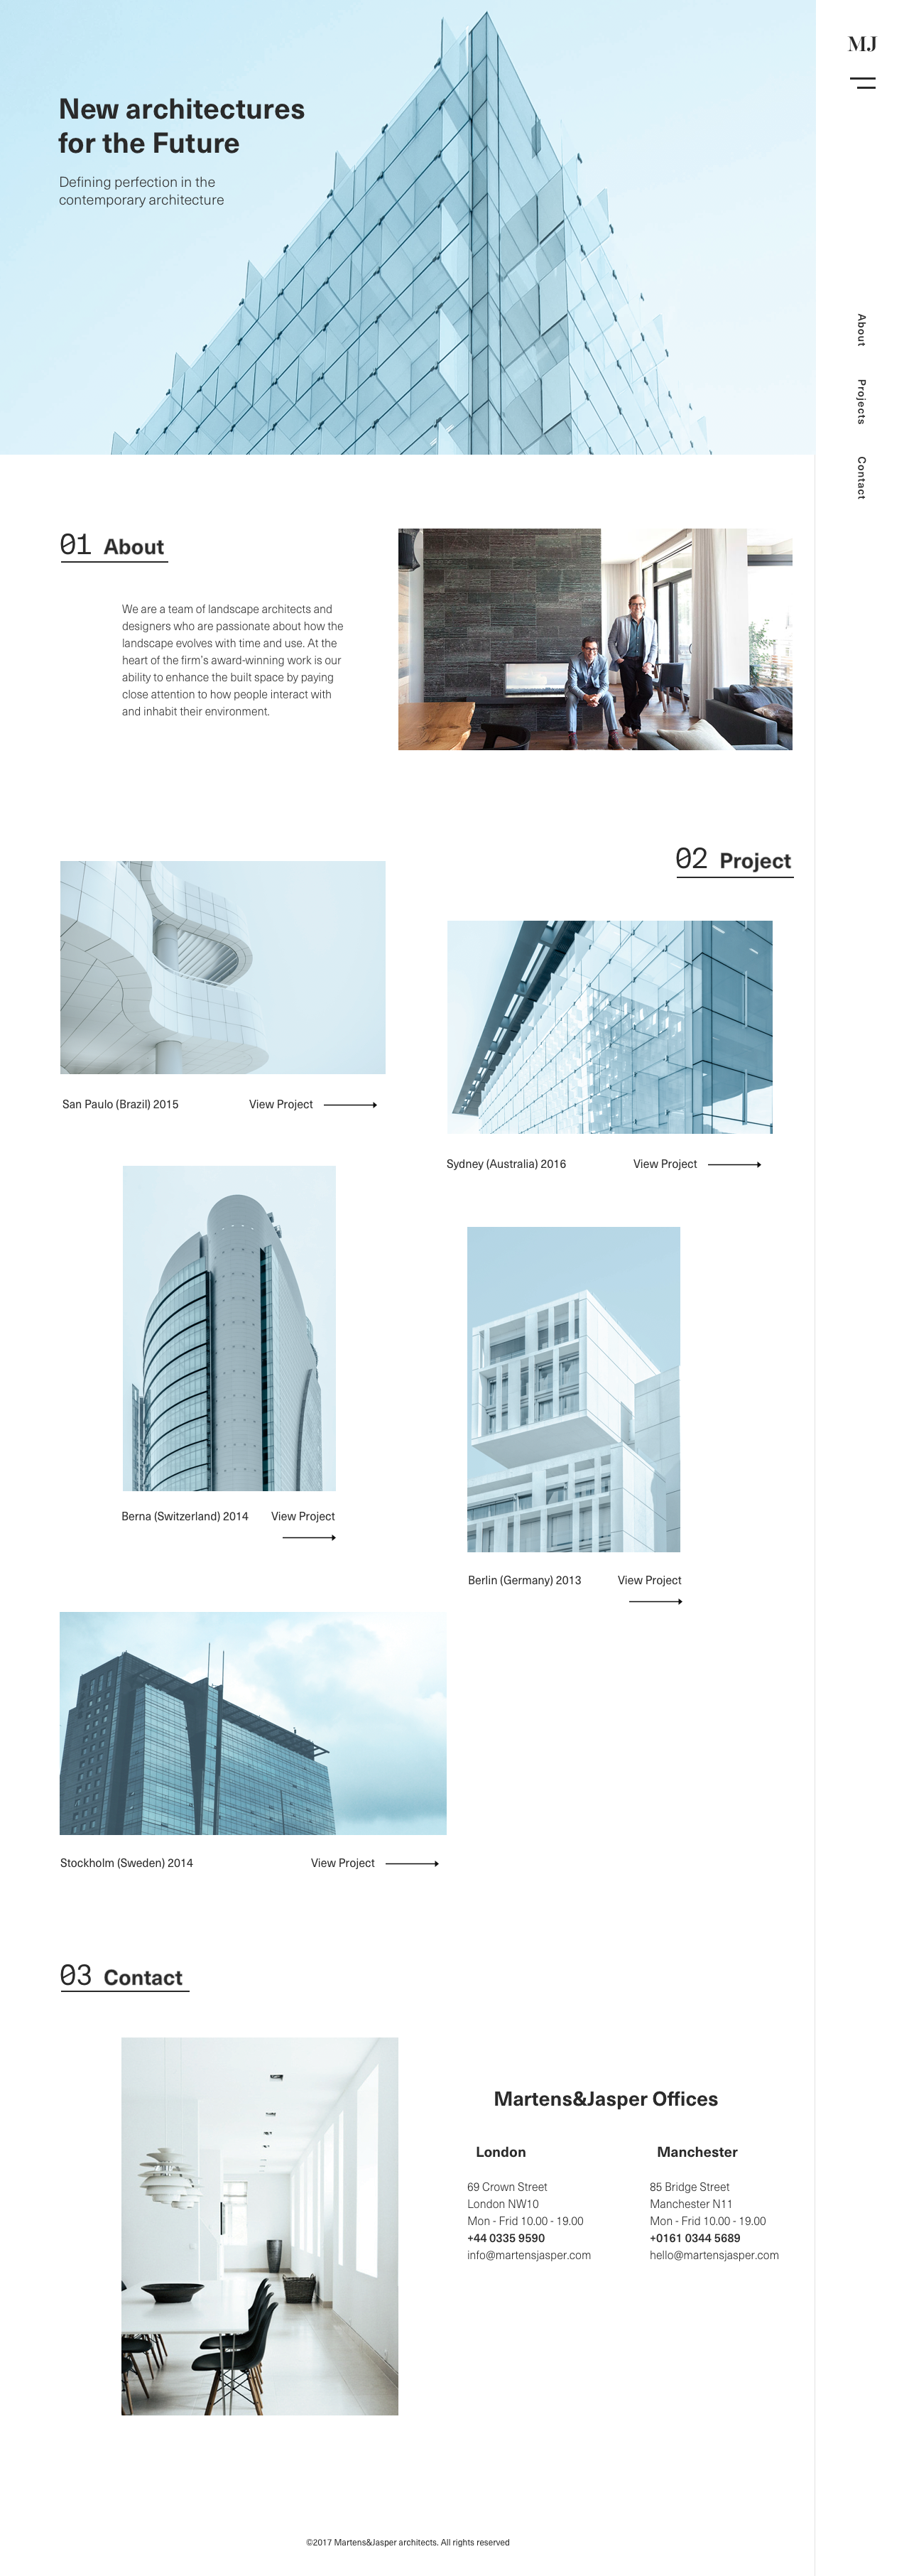 MJ
New architectures
for the Future
Defining perfection in the
contemporary architecture
About
Projects
Contact
01 About
We are a team of landscape architects and
designers who are passionate about how the
landscape evolves with time and use. At the
heart of the firm's award-winning work is our
ability to enhance the built space by paying
close attention to how people interact with
and inhabit their environment.
02 Project
San Paulo (Brazil) 2015
View Project
Sydney (Australia) 2016
View Project
Berna (Switzerland) 2014
View Project
Berlin (Germany) 2013
View Project
Stockholm (Sweden) 2014
View Project
03 Contact
Martens&Jasper Offices
London
69 Crown Street
London NW10
Mon - Frid 10.00 - 19.00
+44 0335 9590
info@martensjasper.com
Manchester
85 Bridge Street
Manchester N11
Mon - Frid 10.00 - 19.00
+0161 0344 5689
hello@martensjasper.com
©2017 Martens&Jasper architects. All rights reserved